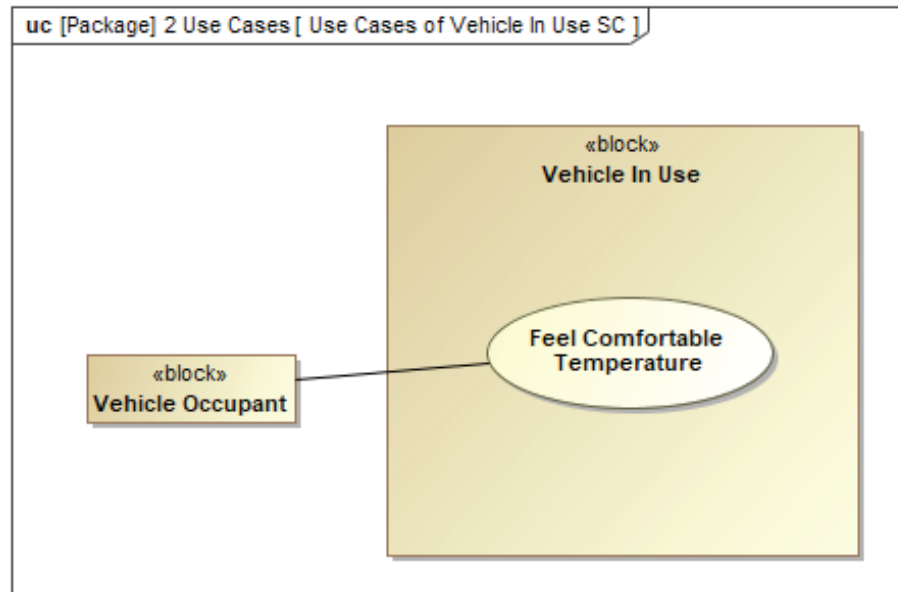 uc [Package] 2 Use Cases [ Use Cases of Vehicle In Use SC ]
«block»
Vehicle In Use
Feel Comfortable
Temperature
«block»
Vehicle Occupant